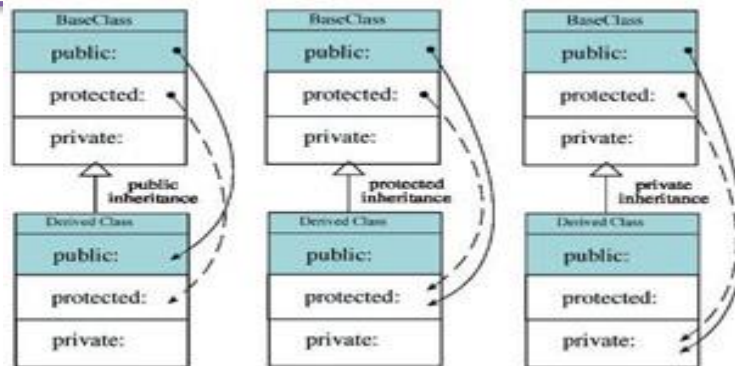 BaseClass
public:
protected:
private:
public
inheritance
Derived Class
public:
protected:
private:
BaseClass
public:
protected:
private:
protected
inheritance
Derived Class
public:
protected:
private:
BaseClass
public:
protected:
private:
private
inheritance
Derived Class
public:
protected:
private: